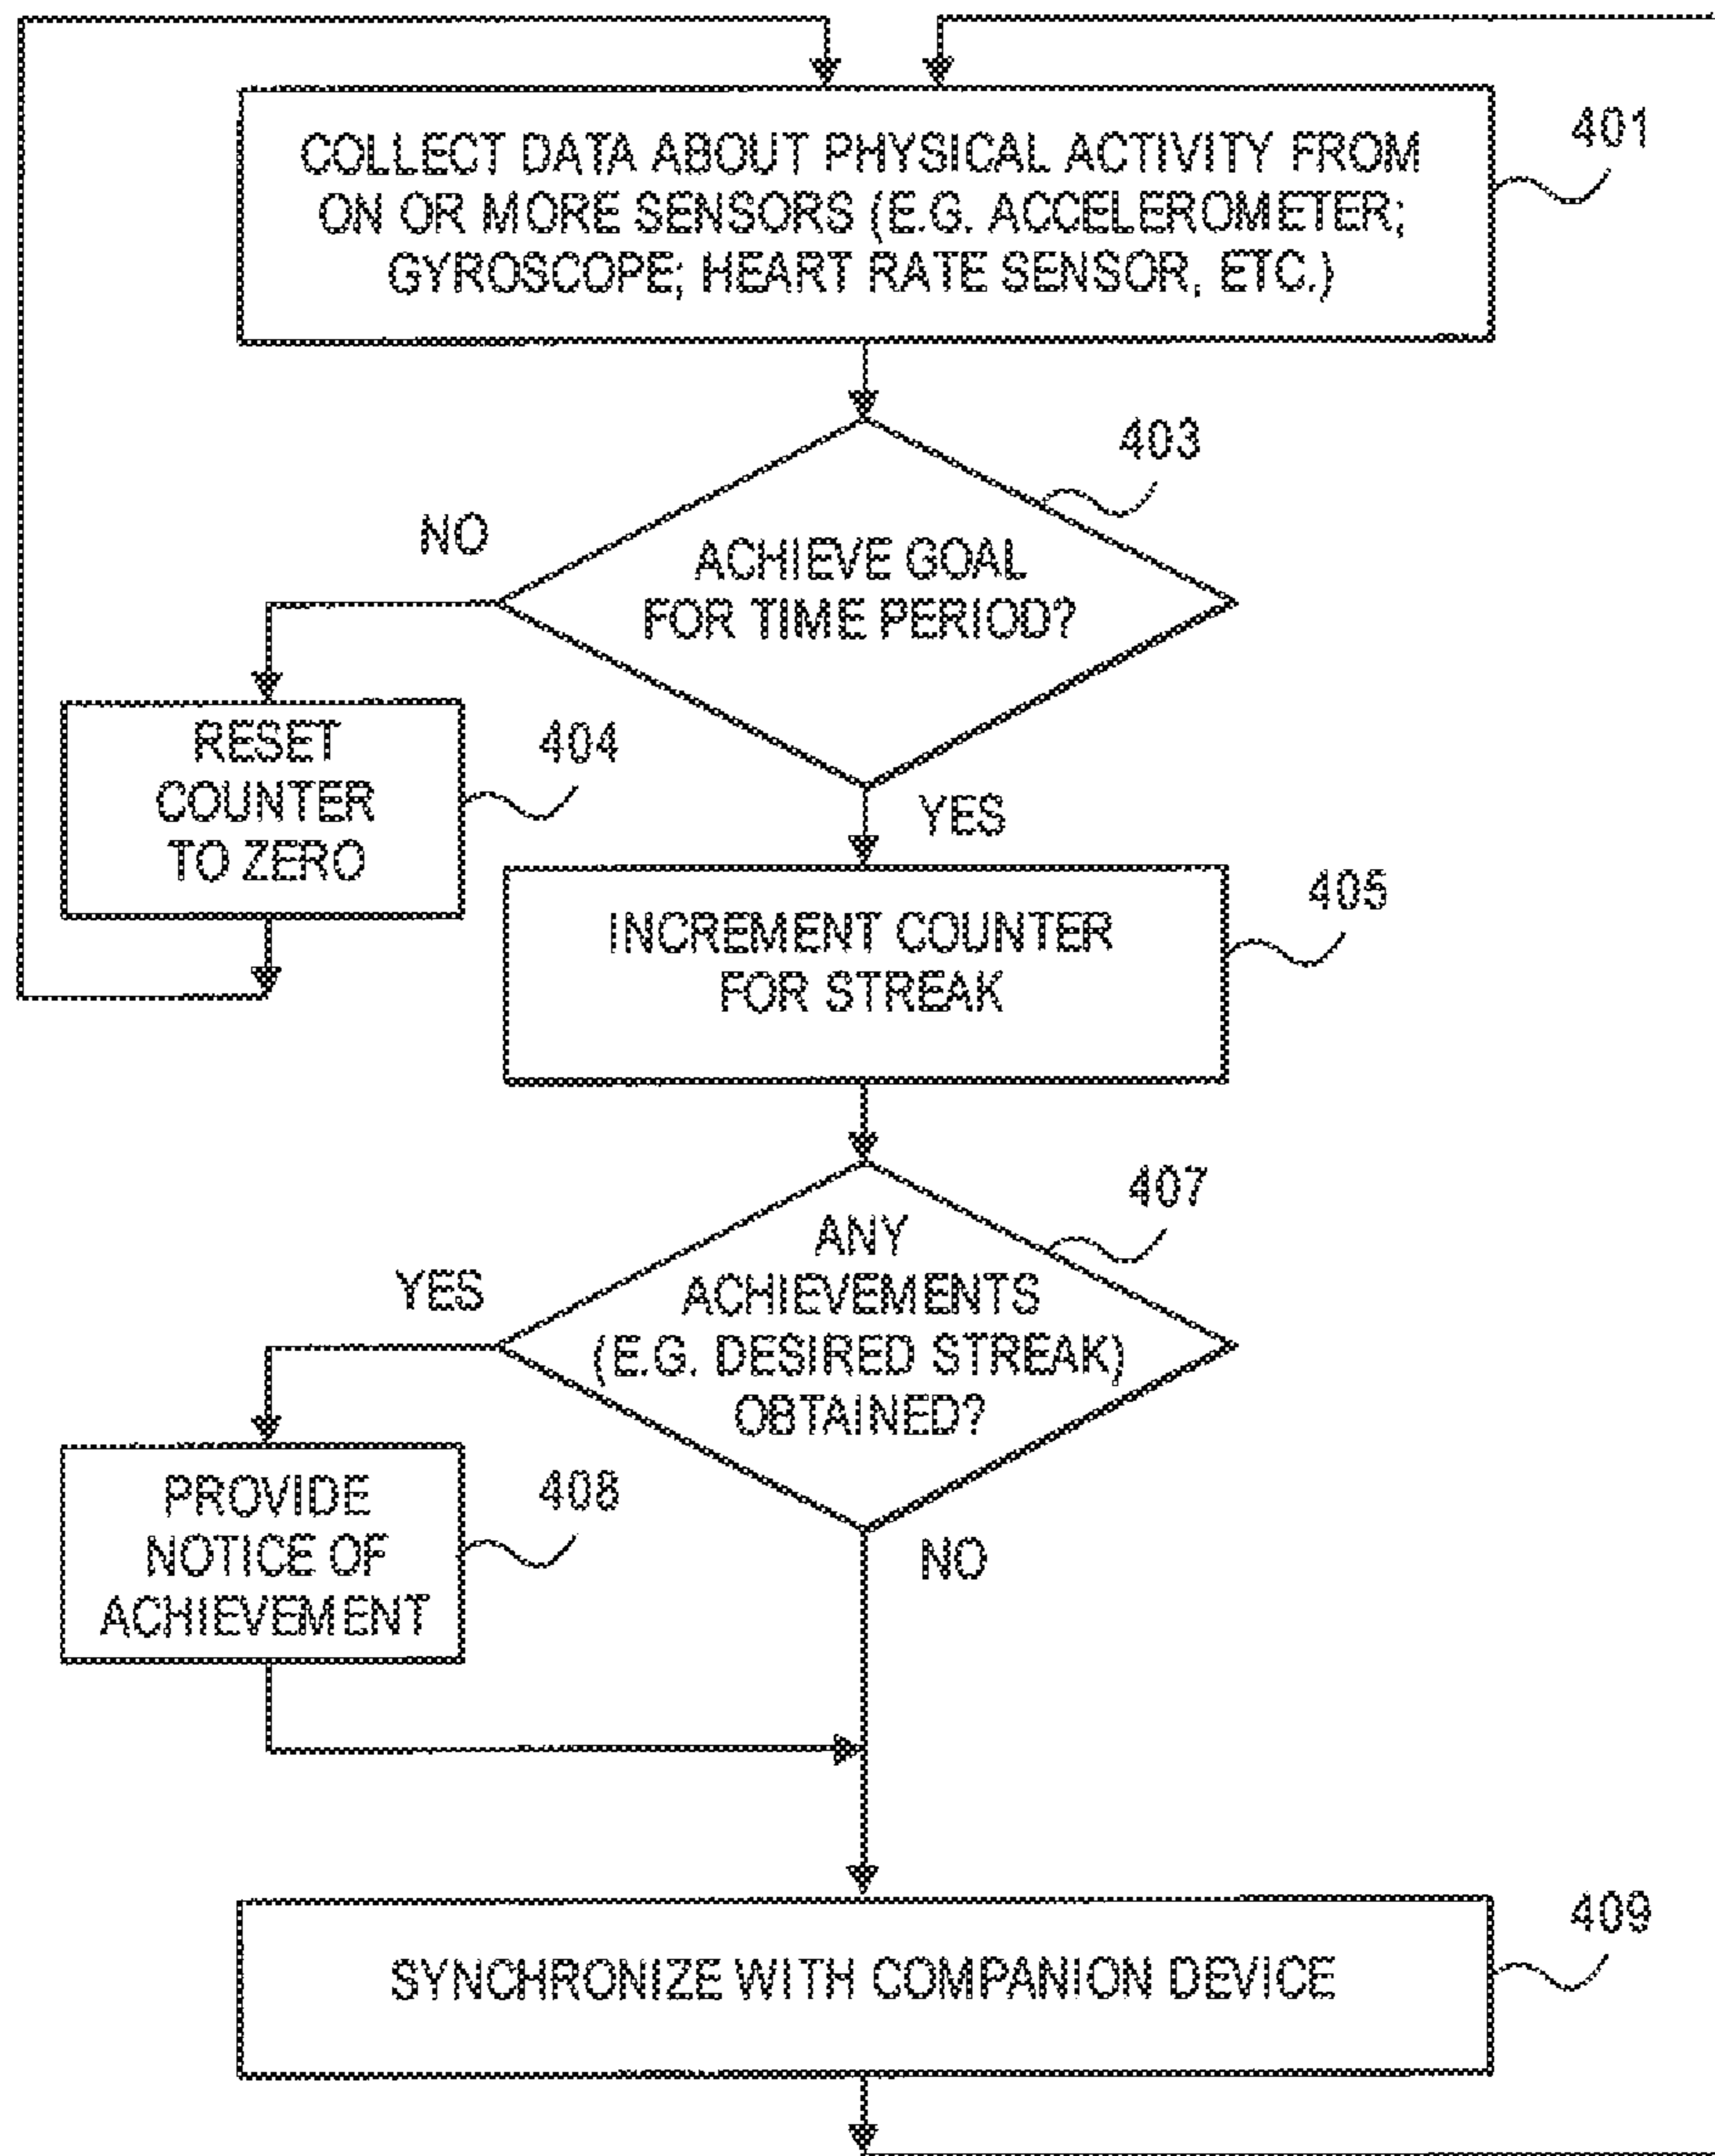 COLLECT DATA ABOUT PHYSICAL ACTIVITY FROM
ON OR MORE SENSORS (E.G. ACCELEROMETER;
GYROSCOPE; HEART RATE SENSOR, ETC.)
401
403
NO
ACHIEVE GOAL
FOR TIME PERIOD?
RESET
COUNTER
TO ZERO
404
YES
INCREMENT COUNTER
FOR STREAK
405
407
YES
ANY
ACHIEVEMENTS
(E.G. DESIRED STREAK)
OBTAINED?
PROVIDE
NOTICE OF
ACHIEVEMENT
408
NO
SYNCHRONIZE WITH COMPANION DEVICE
409